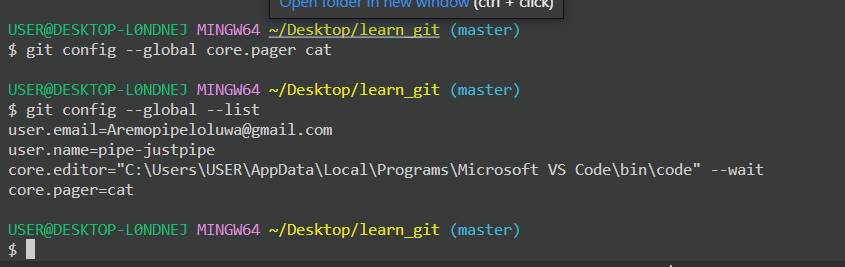 Open folder in new window (ctrl + click)
USER@DESKTOP-L0NDNEJ MINGW64 ~/Desktop/learn_git (master)
$ git config --global core.pager cat
USER@DESKTOP-L0NDNEJ MINGW64 ~/Desktop/learn_git (master)
$ git config --global --list
user.email=Aremopipeloluwa@gmail.com
user.name=pipe-justpipe
core.editor="C:\Users\USER\AppData\Local\Programs\Microsoft VS Code\bin\code" --wait
core.pager=cat
USER@DESKTOP-L0NDNEJ MINGW64 ~/Desktop/learn_git (master)
$